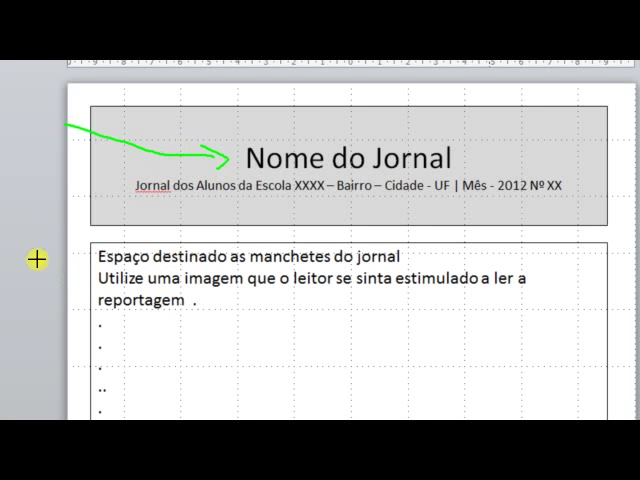 Nome do Jornal
Jornal dos Alunos da Escola XXXX – Bairro – Cidade - UF | Mês - 2012 Nº XX
Espaço destinado as manchetes do jornal
Utilize uma imagem que o leitor se sinta estimulado a ler a
reportagem .
.
.
.
..
.